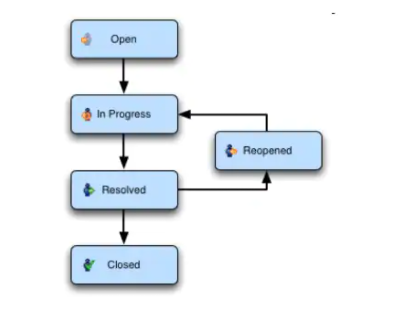 Open
In Progress
Reopened
Resolved
Closed